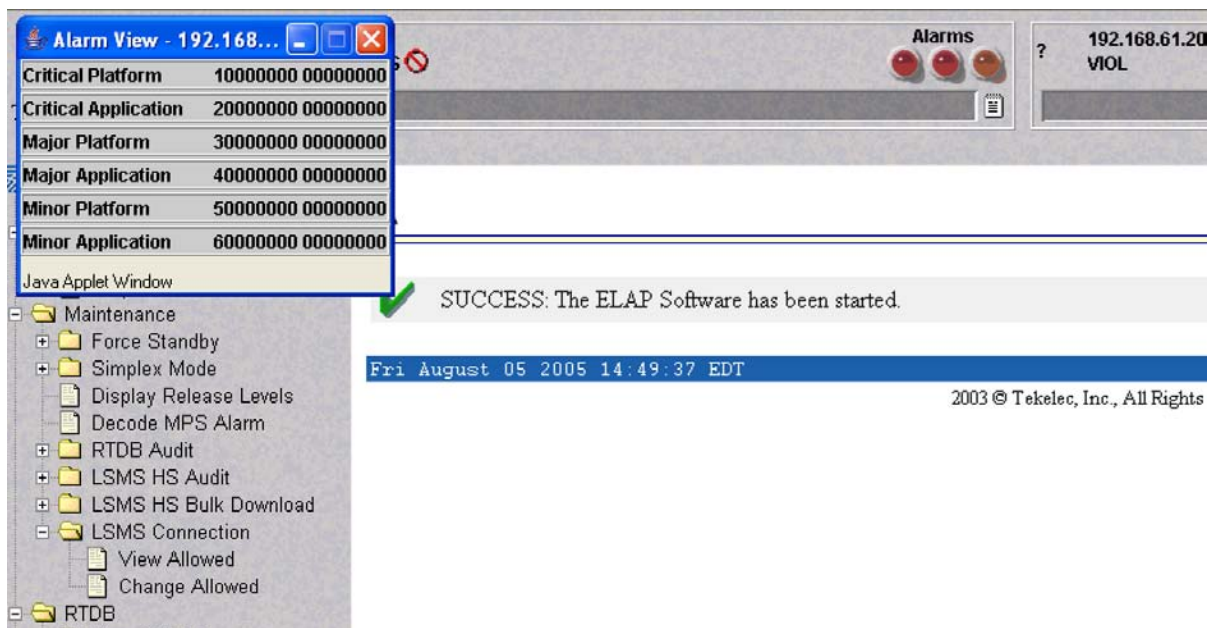 Alarm View - 192.168...
Critical Platform 10000000 00000000
Critical Application 20000000 00000000
Major Platform 30000000 00000000
Major Application 40000000 00000000
Minor Platform 50000000 00000000
Minor Application 60000000 00000000
Java Applet Window
Alarms
?
192.168.61.20
VIOL
SUCCESS: The ELAP Software has been started.
Fri August 05 2005 14:49:37 EDT
2003 © Tekelec, Inc., All Rights
Maintenance
Force Standby
Simplex Mode
Display Release Levels
Decode MPS Alarm
RTDB Audit
LSMS HS Audit
LSMS HS Bulk Download
LSMS Connection
View Allowed
Change Allowed
RTDB